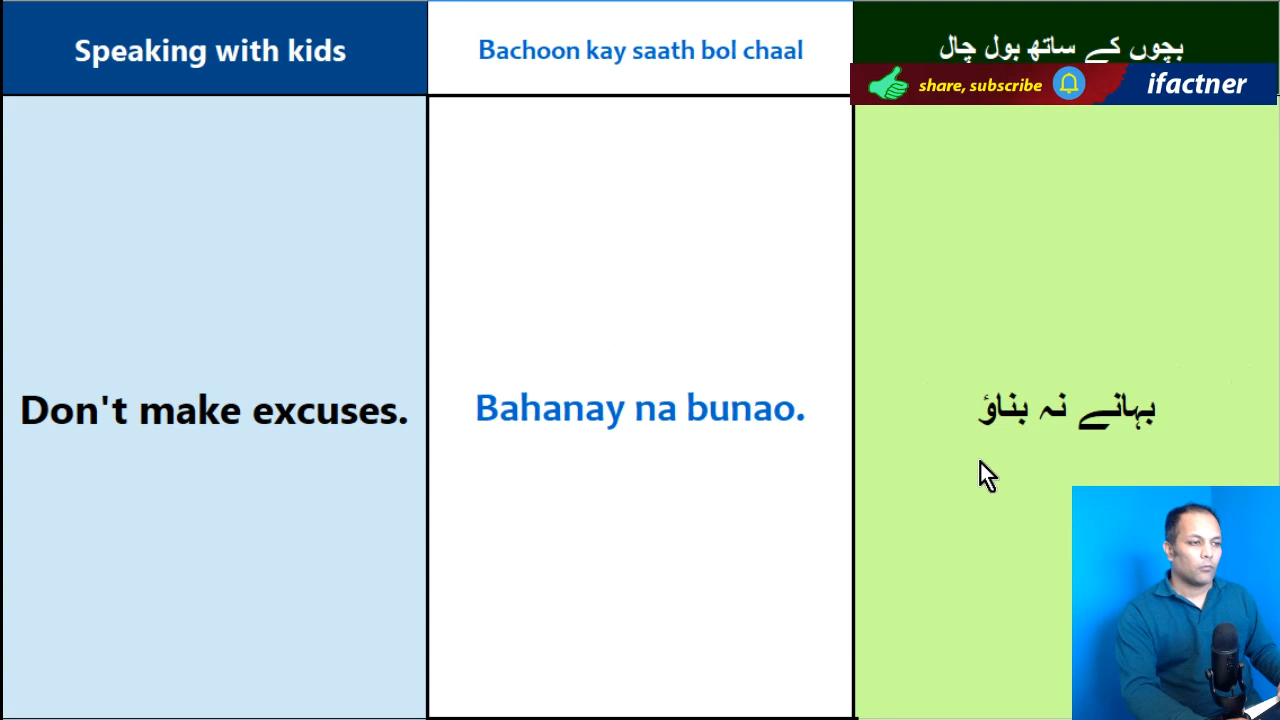 Speaking with kids
Bachoon kay saath bol chaal
بچوں کے ساتھ بول چال
share, subscribe
ifactner
Don't make excuses.
Bahanay na bunao.
بہانے نہ بناؤ